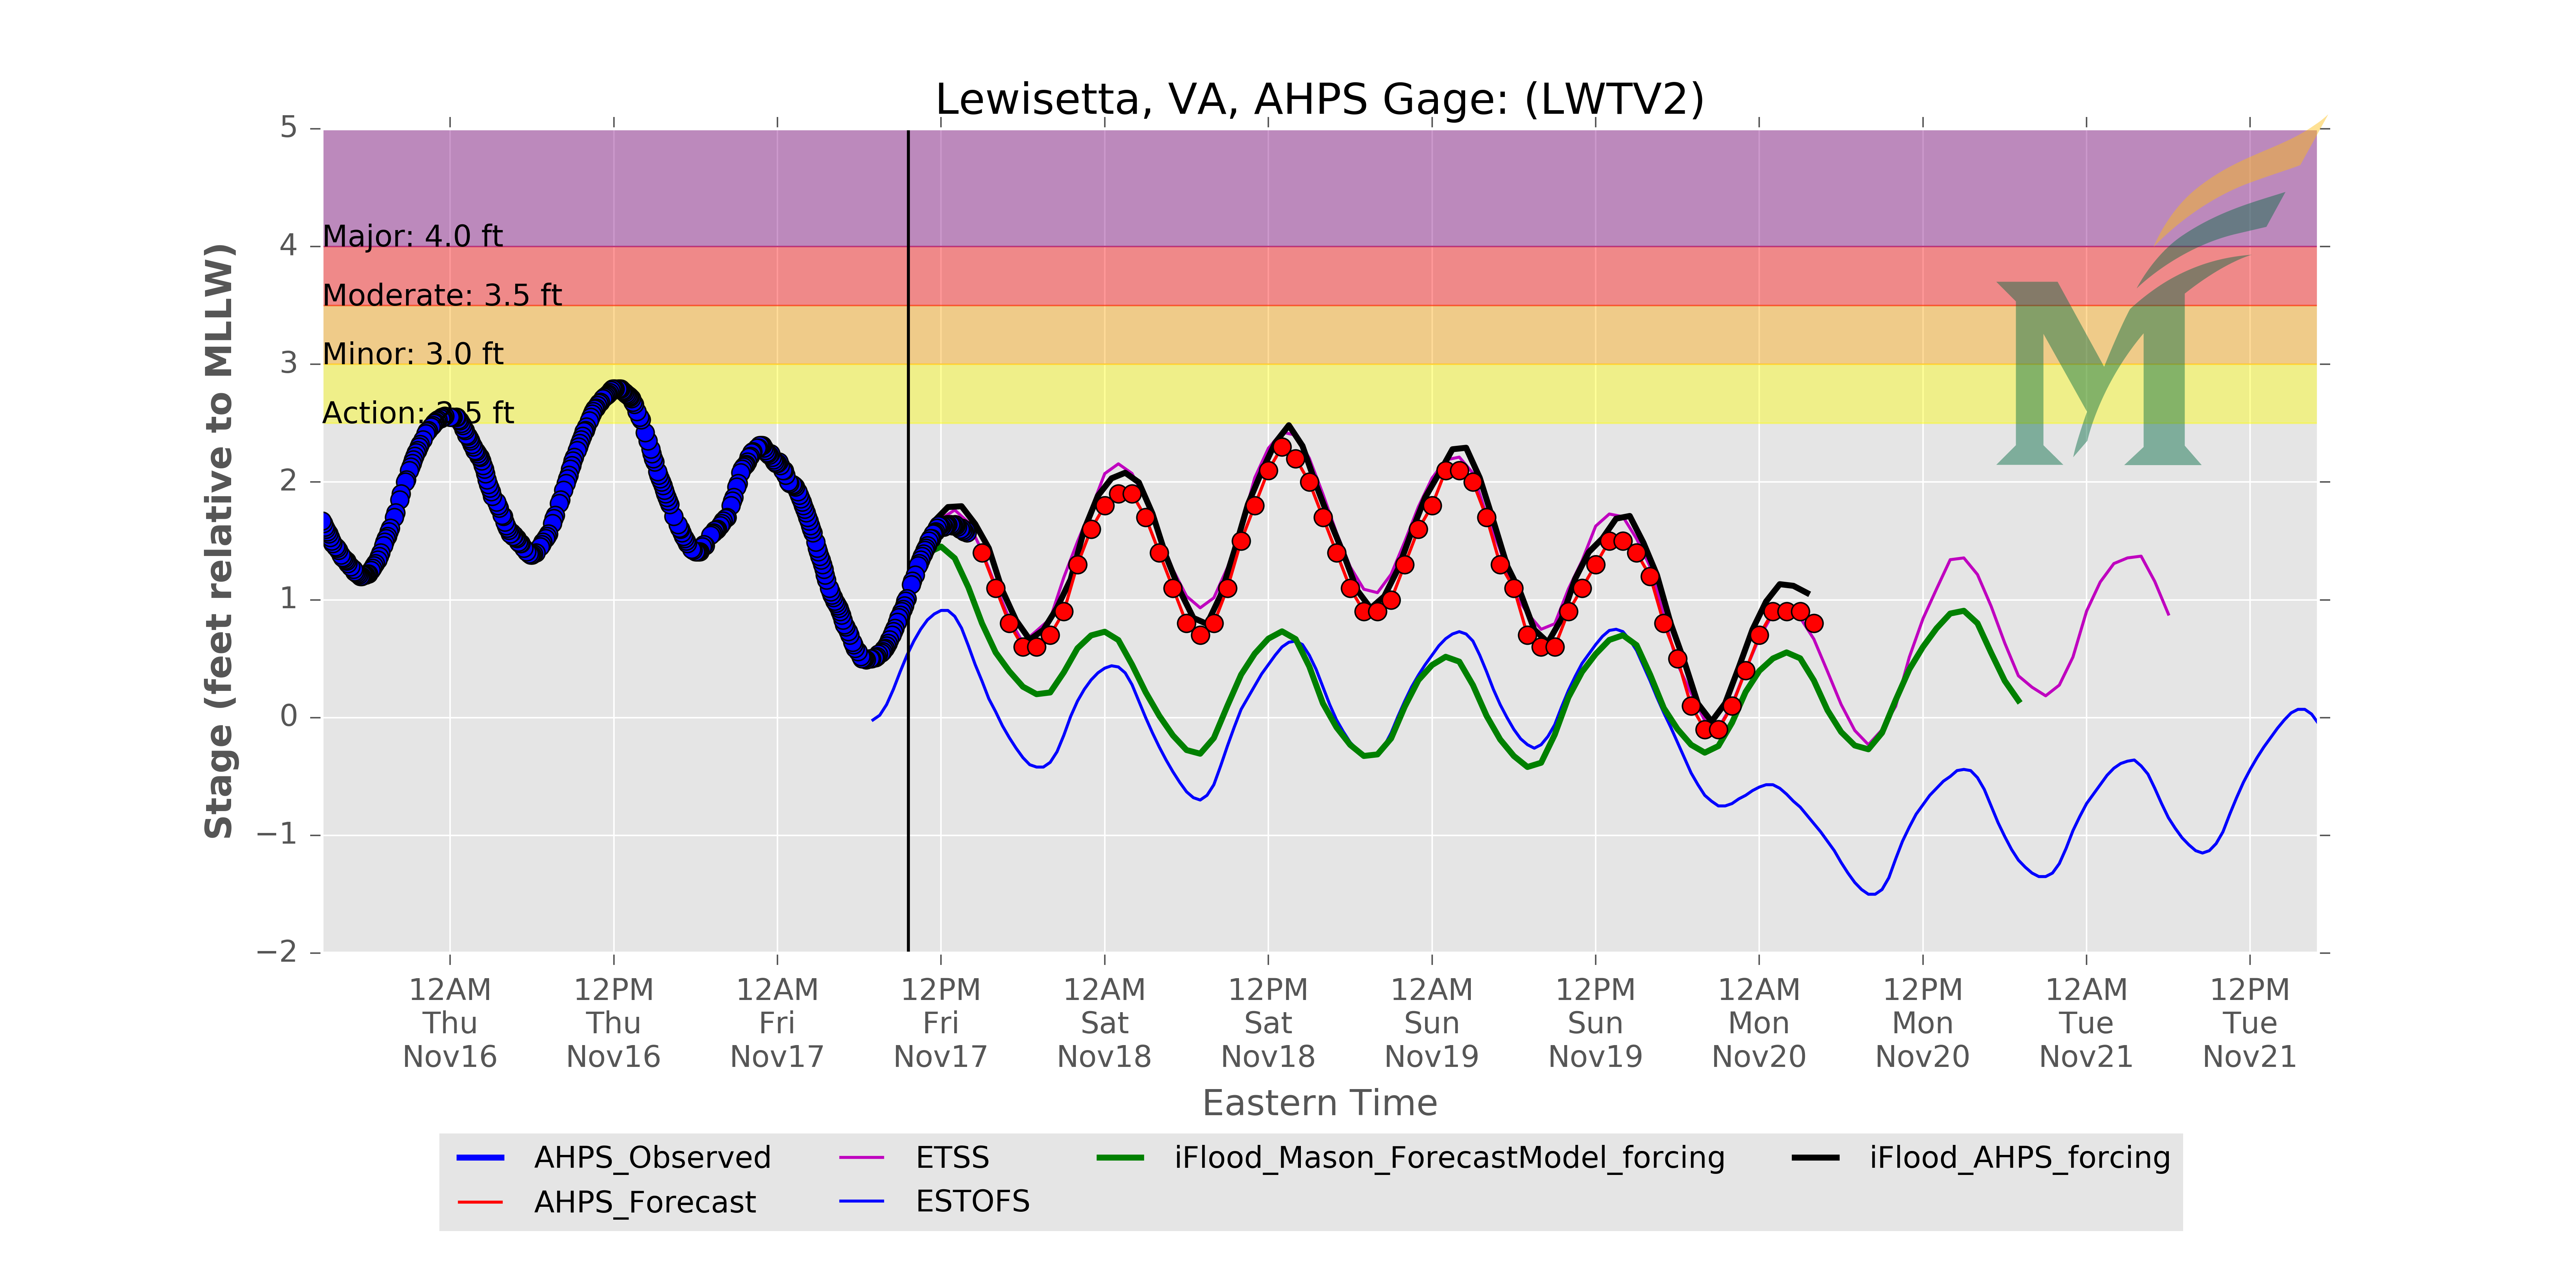 Lewisetta, VA, AHPS Gage: (LWTV2)
Stage (feet relative to MLLW)
5
4
3
2
1
0
−1
−2
Major: 4.0 ft
Moderate: 3.5 ft
Minor: 3.0 ft
Action: 2.5 ft
M
12AM 12PM 12AM 12PM 12AM 12PM 12AM 12PM 12AM 12PM 12AM 12PM
Thu Thu Fri Fri Sat Sat Sun Sun Mon Mon Tue Tue
Nov16 Nov16 Nov17 Nov17 Nov18 Nov18 Nov19 Nov19 Nov20 Nov20 Nov21 Nov21
Eastern Time
AHPS_Observed ETSS iFlood_Mason_ForecastModel_forcing iFlood_AHPS_forcing
AHPS_Forecast ESTOFS